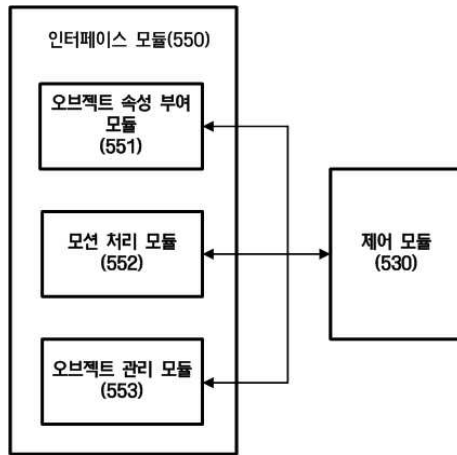 인터페이스 모듈(550)
오브젝트 속성 부여
모듈
(551)
모션 처리 모듈
(552)
제어 모듈
(530)
오브젝트 관리 모듈
(553)